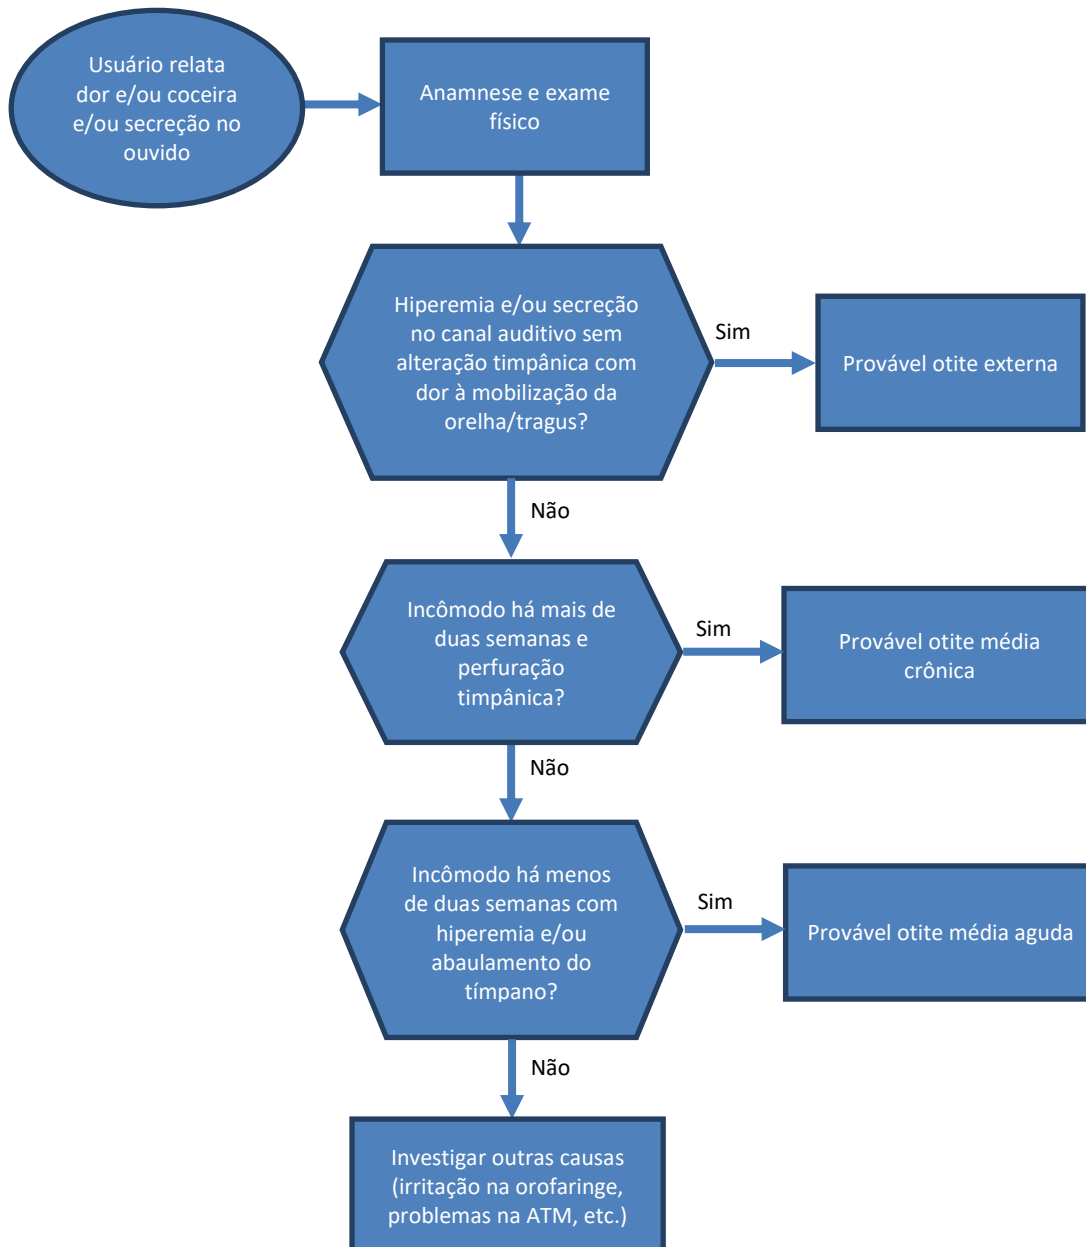 Usuário relata
dor e/ou coceira
e/ou secreção no
ouvido
Anamnese e exame
físico
Hiperemia e/ou secreção
no canal auditivo sem
alteração timpânica com
dor à mobilização da
orelha/tragus?
Sim
Provável otite externa
Não
Incômodo há mais de
duas semanas e
perfuração
timpânica?
Sim
Provável otite média
crônica
Não
Incômodo há menos
de duas semanas com
hiperemia e/ou
abaulamento do
tímpano?
Sim
Provável otite média aguda
Não
Investigar outras causas
(irritação na orofaringe,
problemas na ATM, etc.)